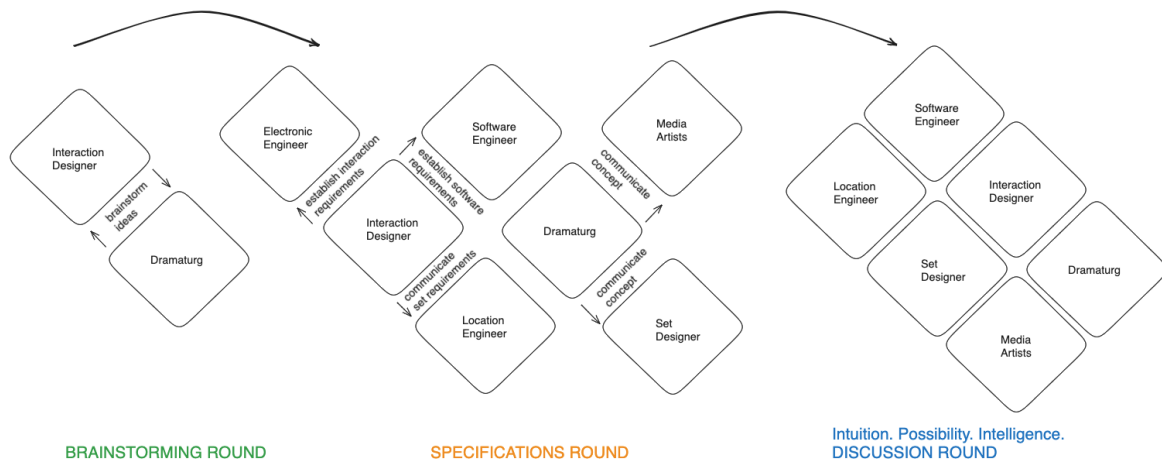 Interaction
Designer
brainstorm
ideas
Dramaturg
BRAINSTORMING ROUND
Electronic
Engineer
establish interaction
requirements
Software
Engineer
establish software
requirements
Interaction
Designer
communicate
set requirements
Location
Engineer
Media
Artists
communicate
concept
Dramaturg
communicate
concept
Set
Designer
SPECIFICATIONS ROUND
Software
Engineer
Location
Engineer
Interaction
Designer
Set
Designer
Dramaturg
Media
Artists
Intuition. Possibility. Intelligence.
DISCUSSION ROUND